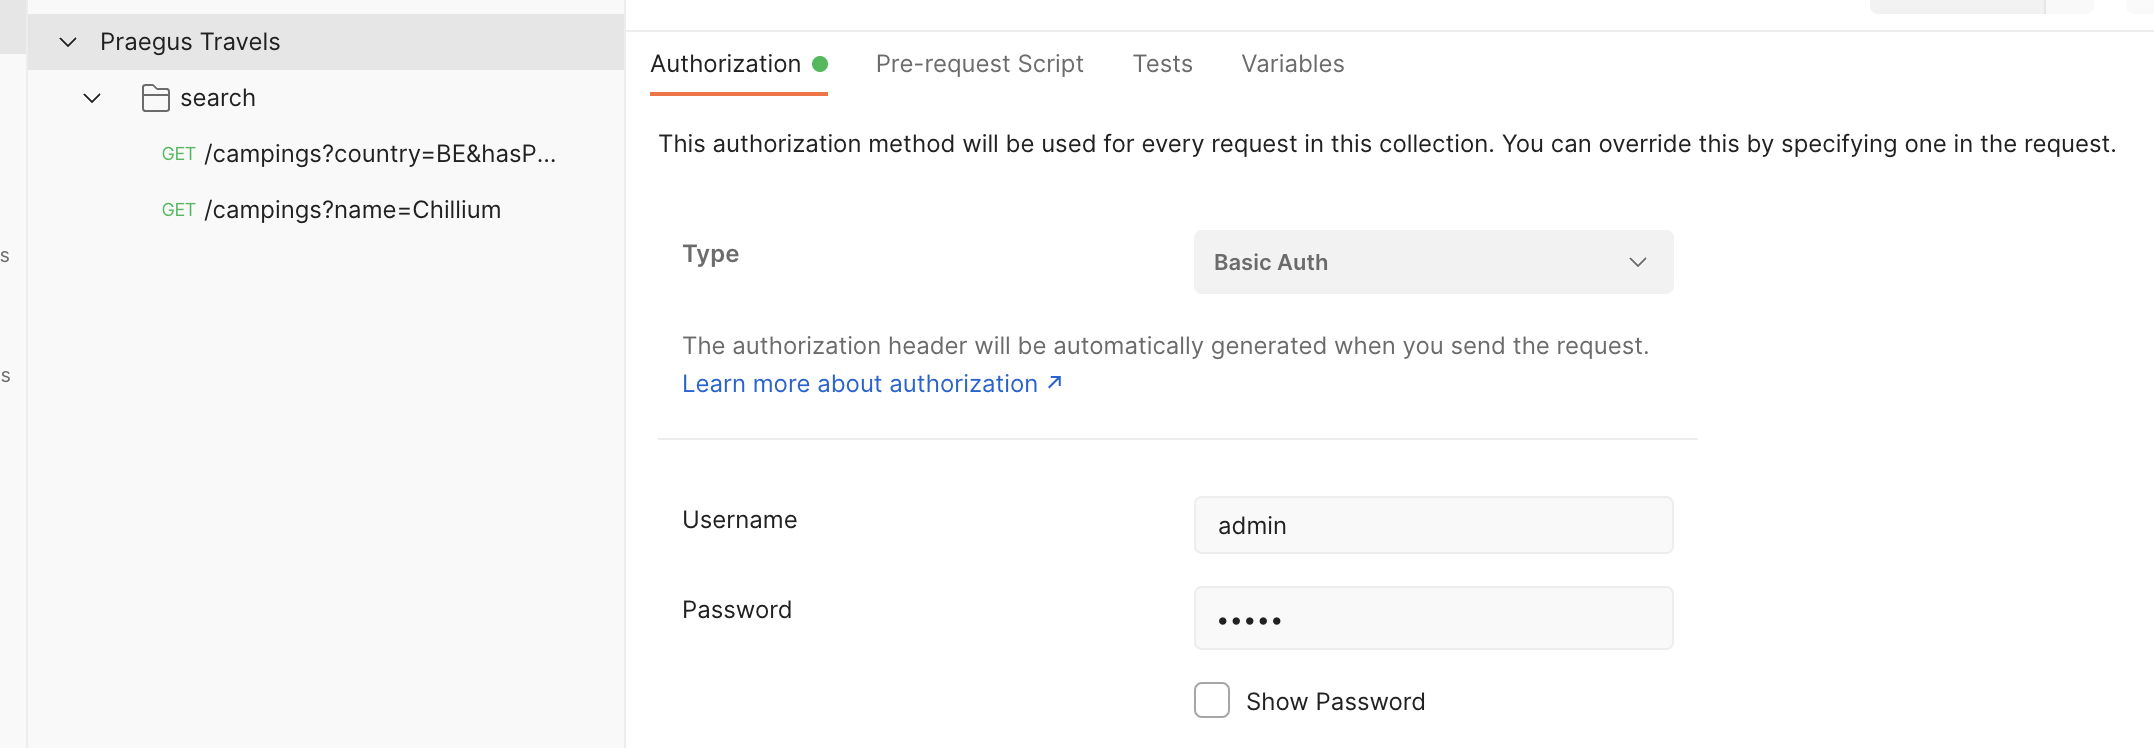 Praegus Travels
search
GET /campings?country=BE&hasP...
GET /campings?name=Chillium
s
s
Authorization Pre-request Script Tests Variables
This authorization method will be used for every request in this collection. You can override this by specifying one in the request.
Type Basic Auth
The authorization header will be automatically generated when you send the request.
Learn more about authorization ↗
Username admin
Password •••••
Show Password